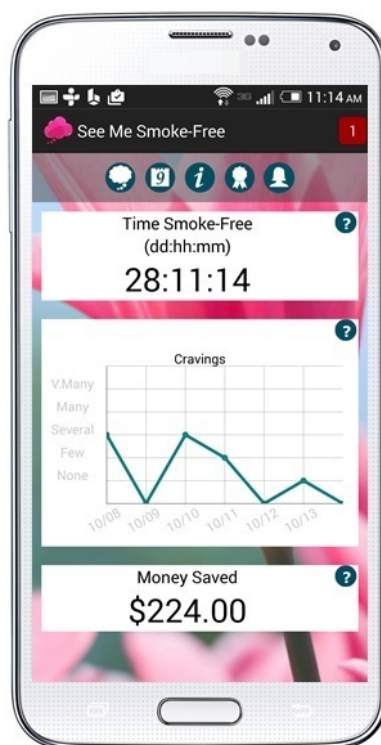 3G 11:14 AM
See Me Smoke-Free 1
9 i
Time Smoke-Free ?
(dd:hh:mm)
28:11:14
?
Cravings
V.Many
Many
Several
Few
None
10/08 10/09 10/10 10/11 10/12 10/13
Money Saved ?
$224.00